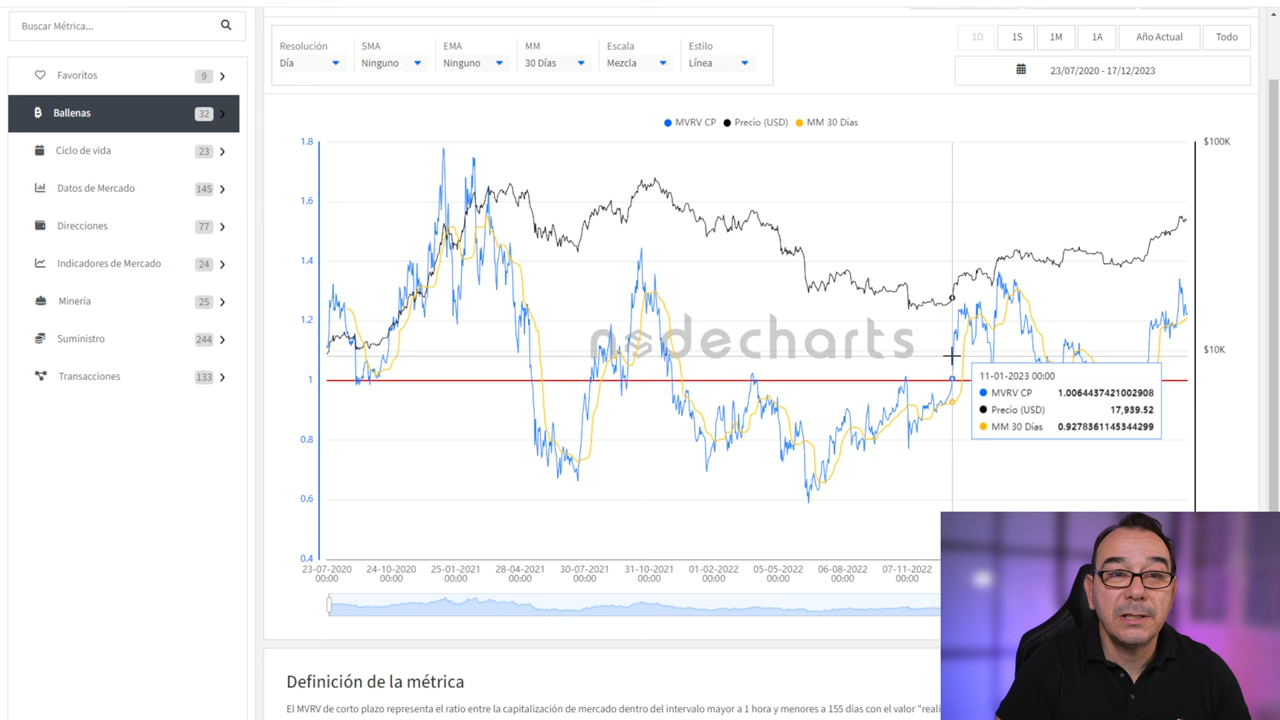 Buscar Métrica...
Favoritos 9
Ballenas 32
Ciclo de vida 23
Datos de Mercado 145
Direcciones 77
Indicadores de Mercado 24
Minería 25
Suministro 244
Transacciones 133
Resolución SMA EMA MM Escala Estilo
Día Ninguno Ninguno 30 Días Mezcla Línea
1D 1S 1M 1A Año Actual Todo
23/07/2020 - 17/12/2023
MVRV CP Precio (USD) MM 30 Días
1.8
1.6
1.4
1.2
1
0.8
0.6
0.4
$100K
$10K
nodecharts
11-01-2023 00:00
MVRV CP 1.0064437421002908
Precio (USD) 17,939.52
MM 30 Días 0.9278361145344299
23-07-2020 24-10-2020 25-01-2021 28-04-2021 30-07-2021 31-10-2021 01-02-2022 05-05-2022 06-08-2022 07-11-2022
00:00 00:00 00:00 00:00 00:00 00:00 00:00 00:00 00:00 00:00
Definición de la métrica
El MVRV de corto plazo representa el ratio entre la capitalización de mercado dentro del intervalo mayor a 1 hora y menores a 155 días con el valor "reali